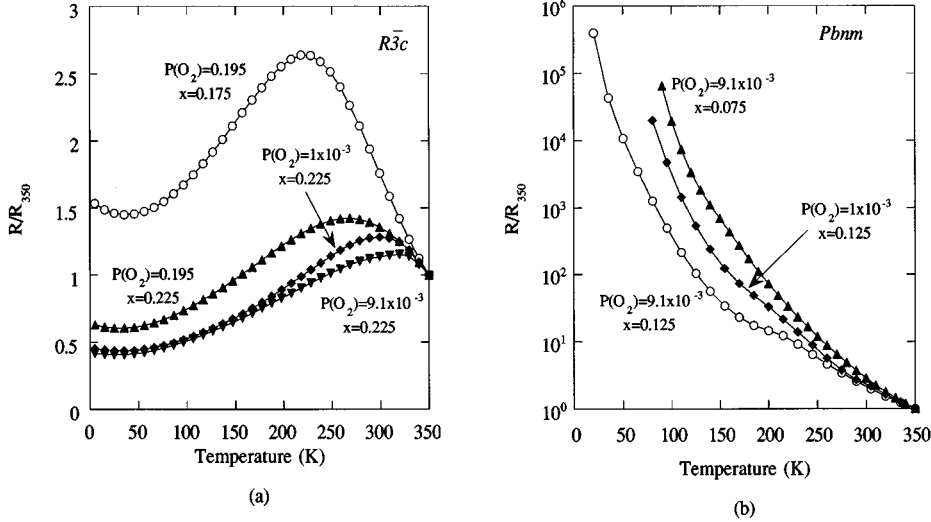 3
2.5
2
1.5
1
0.5
0
R/R350
R3̄c
P(O2)=0.195
x=0.175
P(O2)=1x10-3
x=0.225
P(O2)=0.195
x=0.225
P(O2)=9.1x10-3
x=0.225
0 50 100 150 200 250 300 350
Temperature (K)
(a)
10^6
10^5
10^4
10^3
10^2
10^1
10^0
R/R350
Pbnm
P(O2)=9.1x10-3
x=0.075
P(O2)=1x10-3
x=0.125
P(O2)=9.1x10-3
x=0.125
0 50 100 150 200 250 300 350
Temperature (K)
(b)